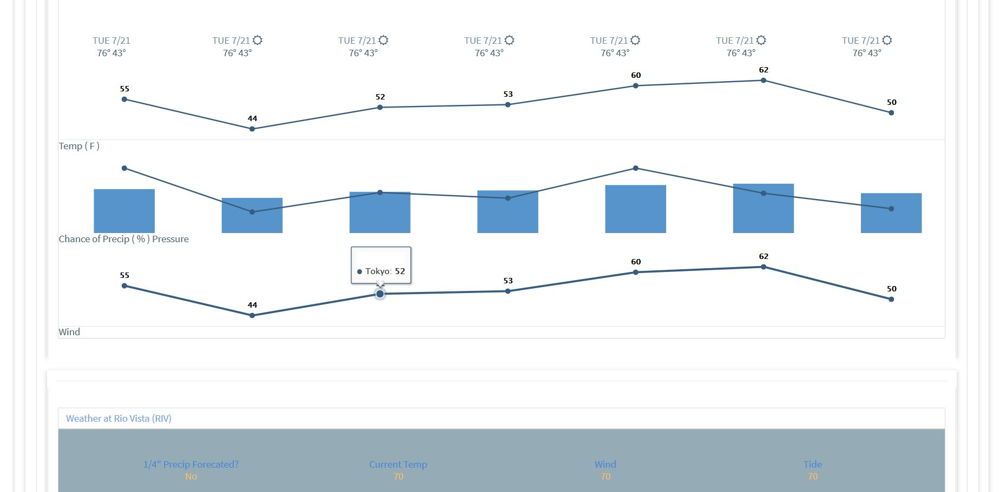 TUE 7/21 TUE 7/21 TUE 7/21 TUE 7/21 TUE 7/21 TUE 7/21 TUE 7/21
76° 43° 76° 43° 76° 43° 76° 43° 76° 43° 76° 43° 76° 43°
55 44 52 53 60 62 50
Temp ( F )
Chance of Precip ( % ) Pressure
Tokyo: 52
55 44 52 53 60 62 50
Wind
Weather at Rio Vista (RIV)
1/4" Precip Forecated? Current Temp Wind Tide
No 70 70 70